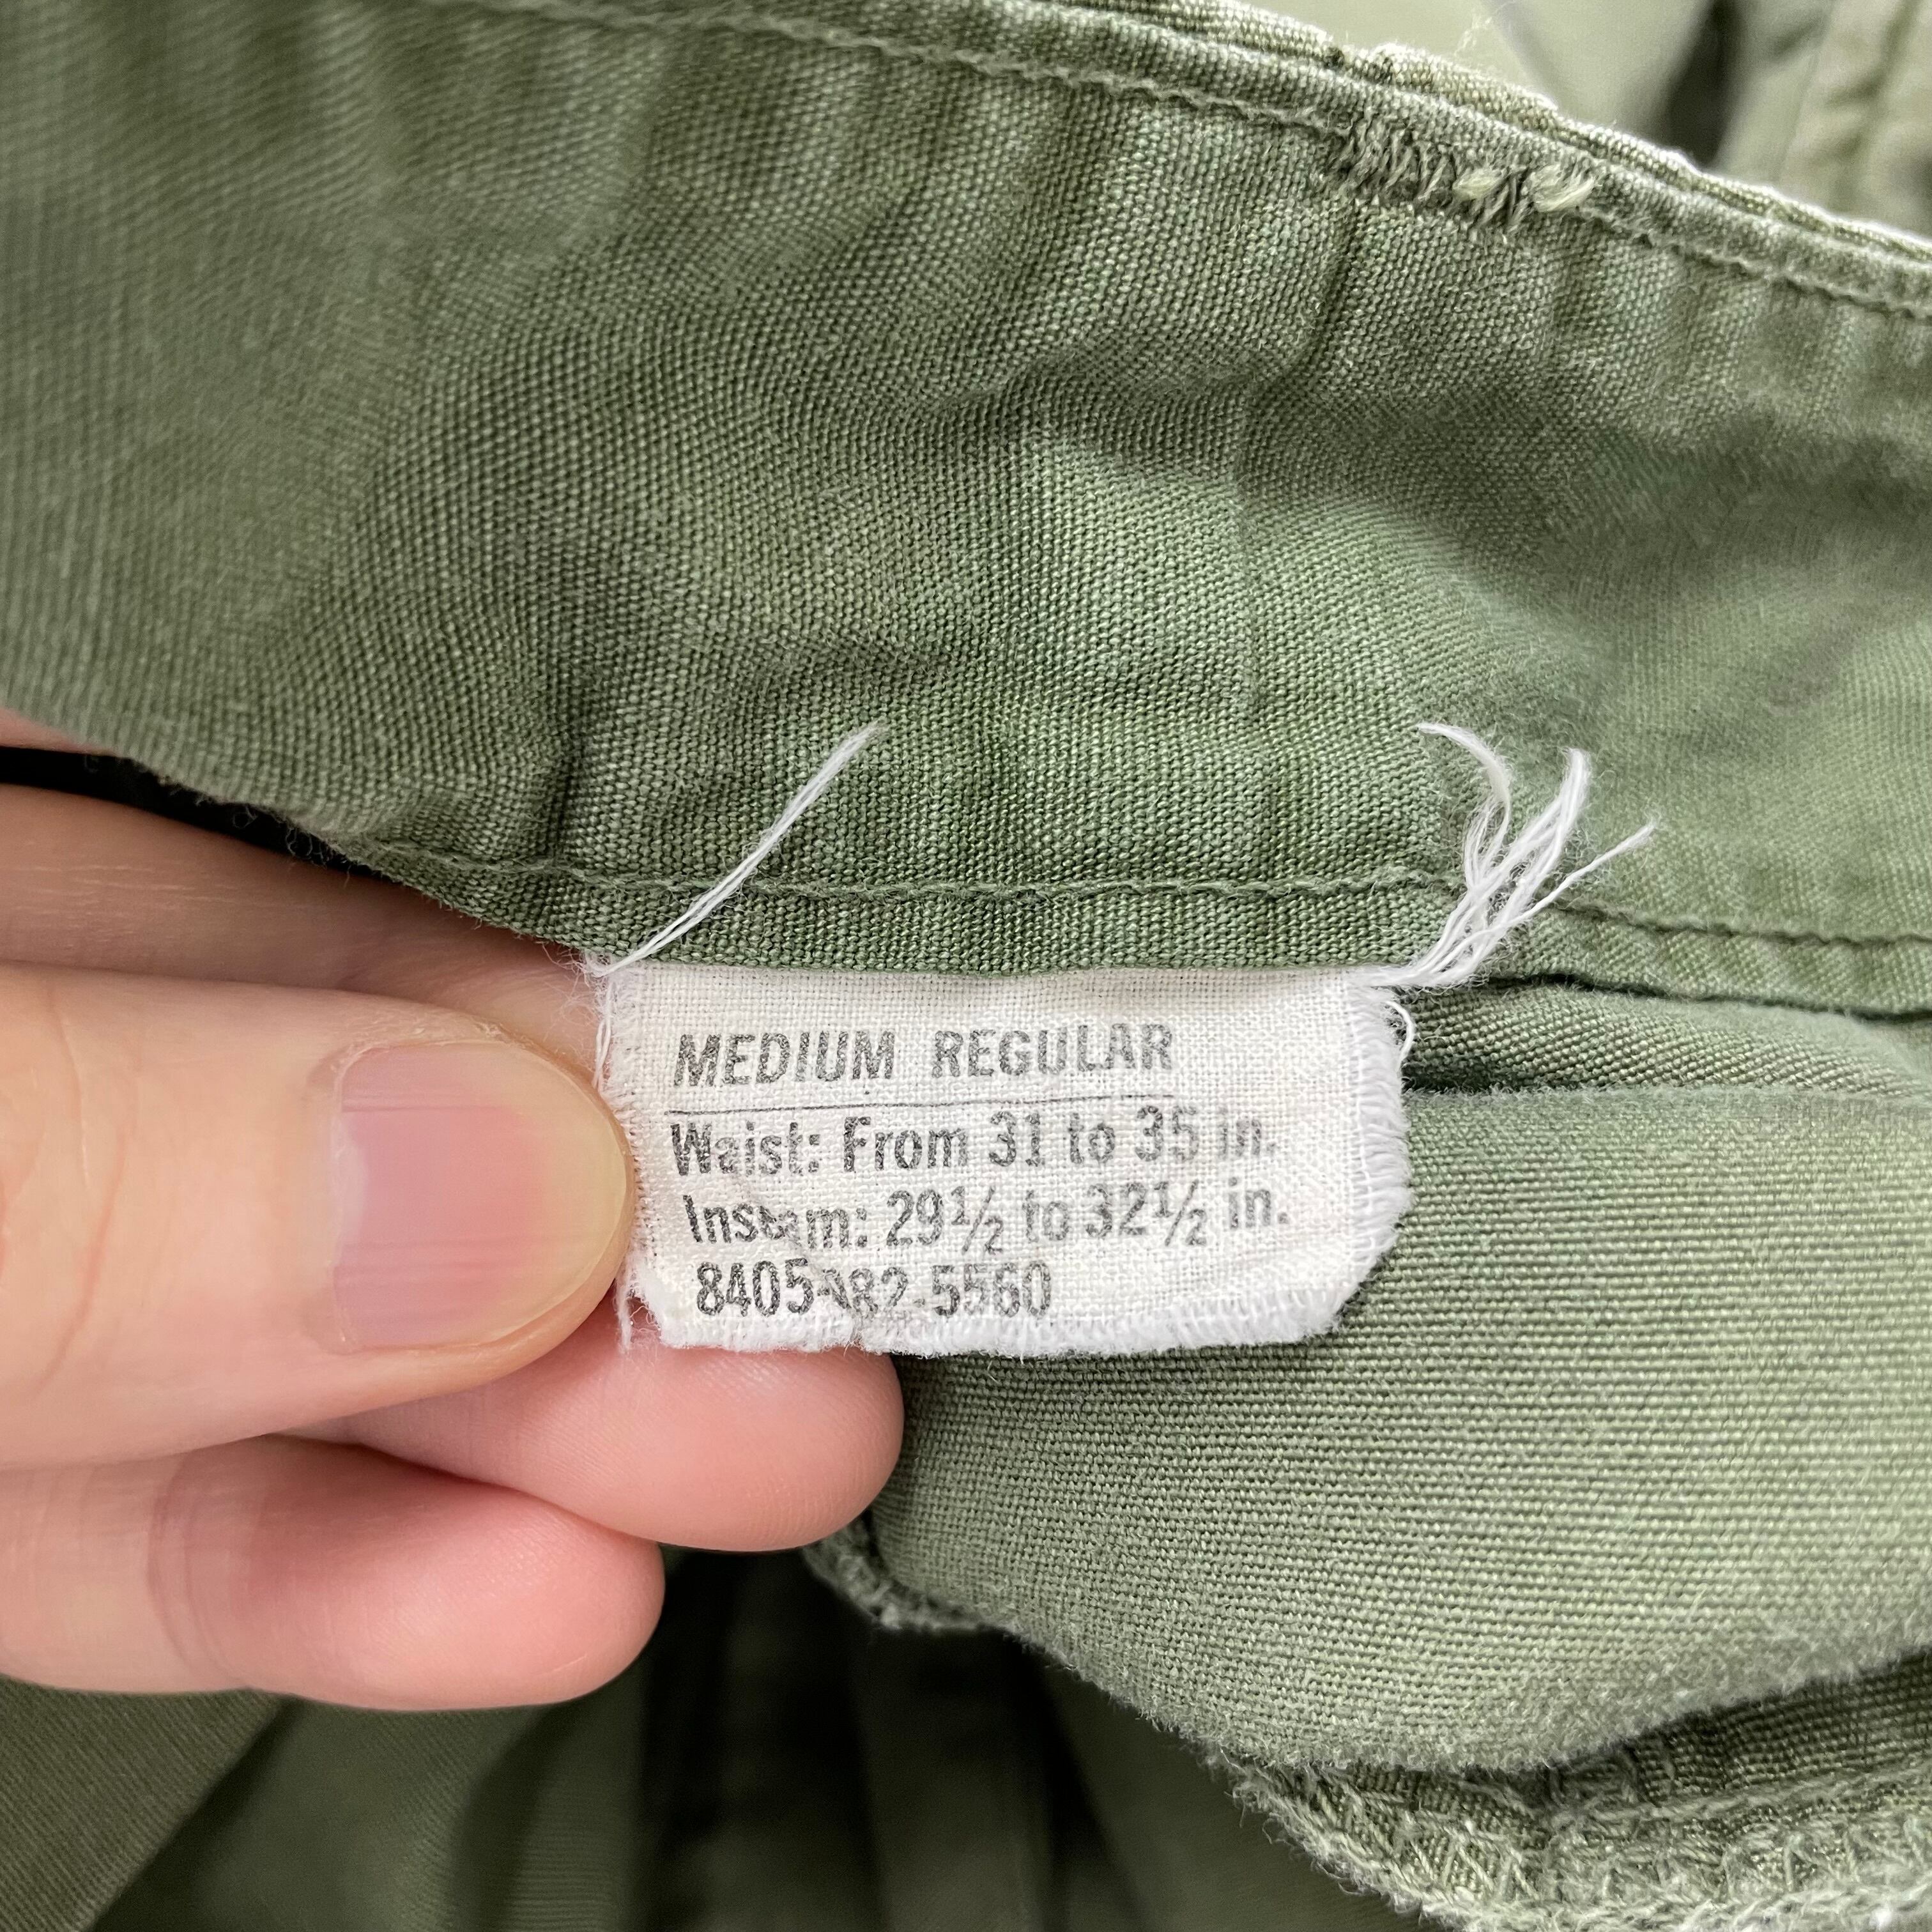 MEDIUM REGULAR
Waist: From 31 to 35 in.
Inseam: 29½ to 32½ in.
8405-082-5560